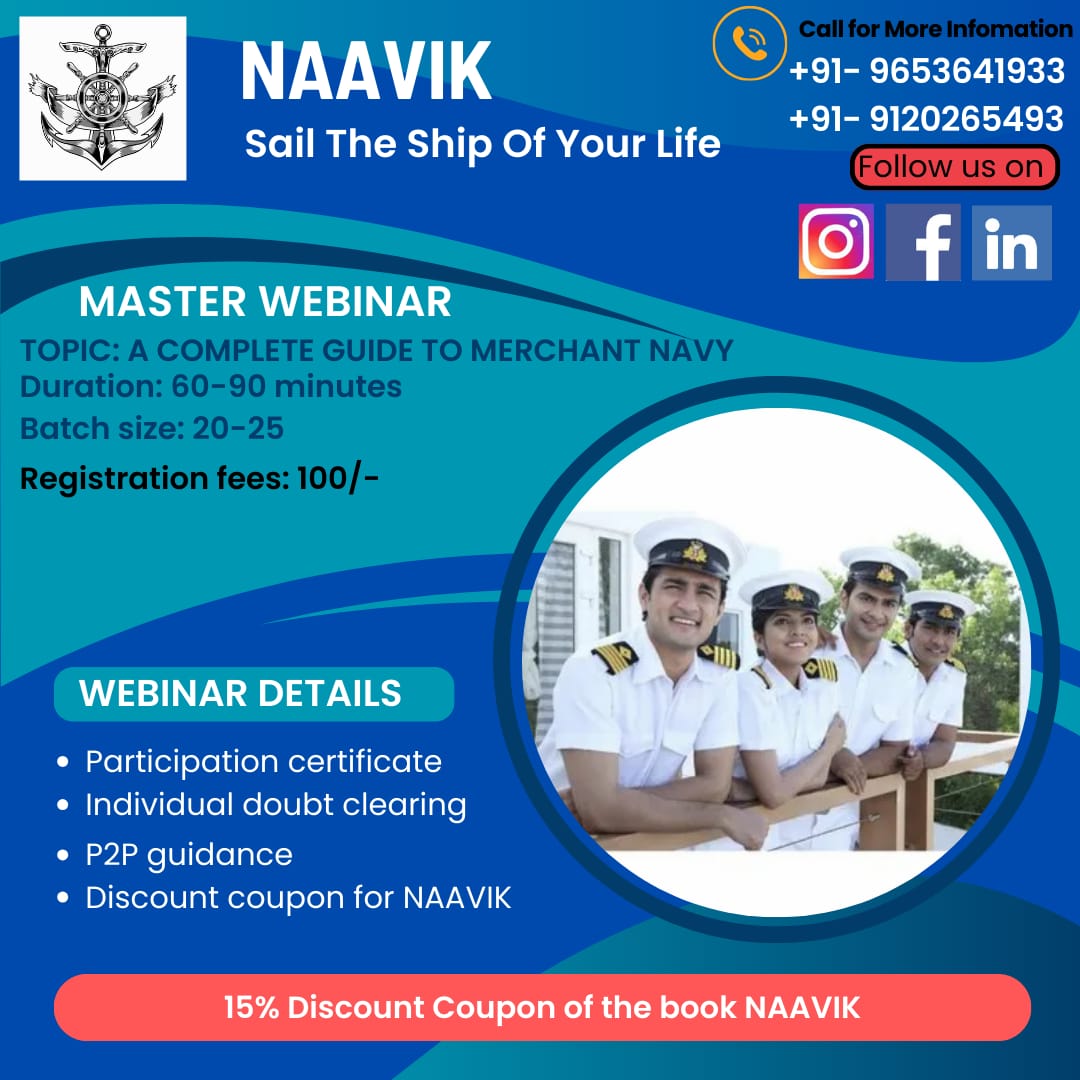 NAAVIK
Sail The Ship Of Your Life
Call for More Infomation
+91- 9653641933
+91- 9120265493
Follow us on
MASTER WEBINAR
TOPIC: A COMPLETE GUIDE TO MERCHANT NAVY
Duration: 60-90 minutes
Batch size: 20-25
Registration fees: 100/-
WEBINAR DETAILS
• Participation certificate
• Individual doubt clearing
• P2P guidance
• Discount coupon for NAAVIK
15% Discount Coupon of the book NAAVIK